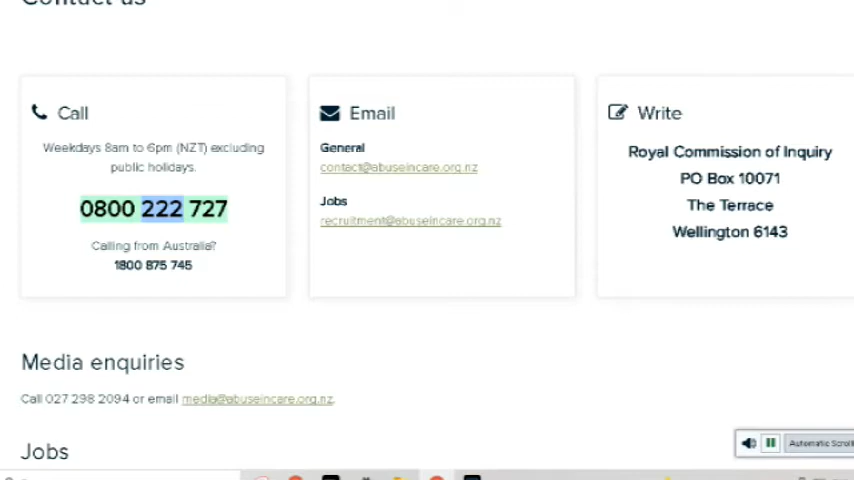 Contact us
Call
Weekdays 8am to 6pm (NZT) excluding
public holidays.
0800 222 727
Calling from Australia?
1800 875 745
Email
General
contact@abuseincare.org.nz
Jobs
recruitment@abuseincare.org.nz
Write
Royal Commission of Inquiry
PO Box 10071
The Terrace
Wellington 6143
Media enquiries
Call 027 298 2094 or email media@abuseincare.org.nz.
Jobs
Automatic